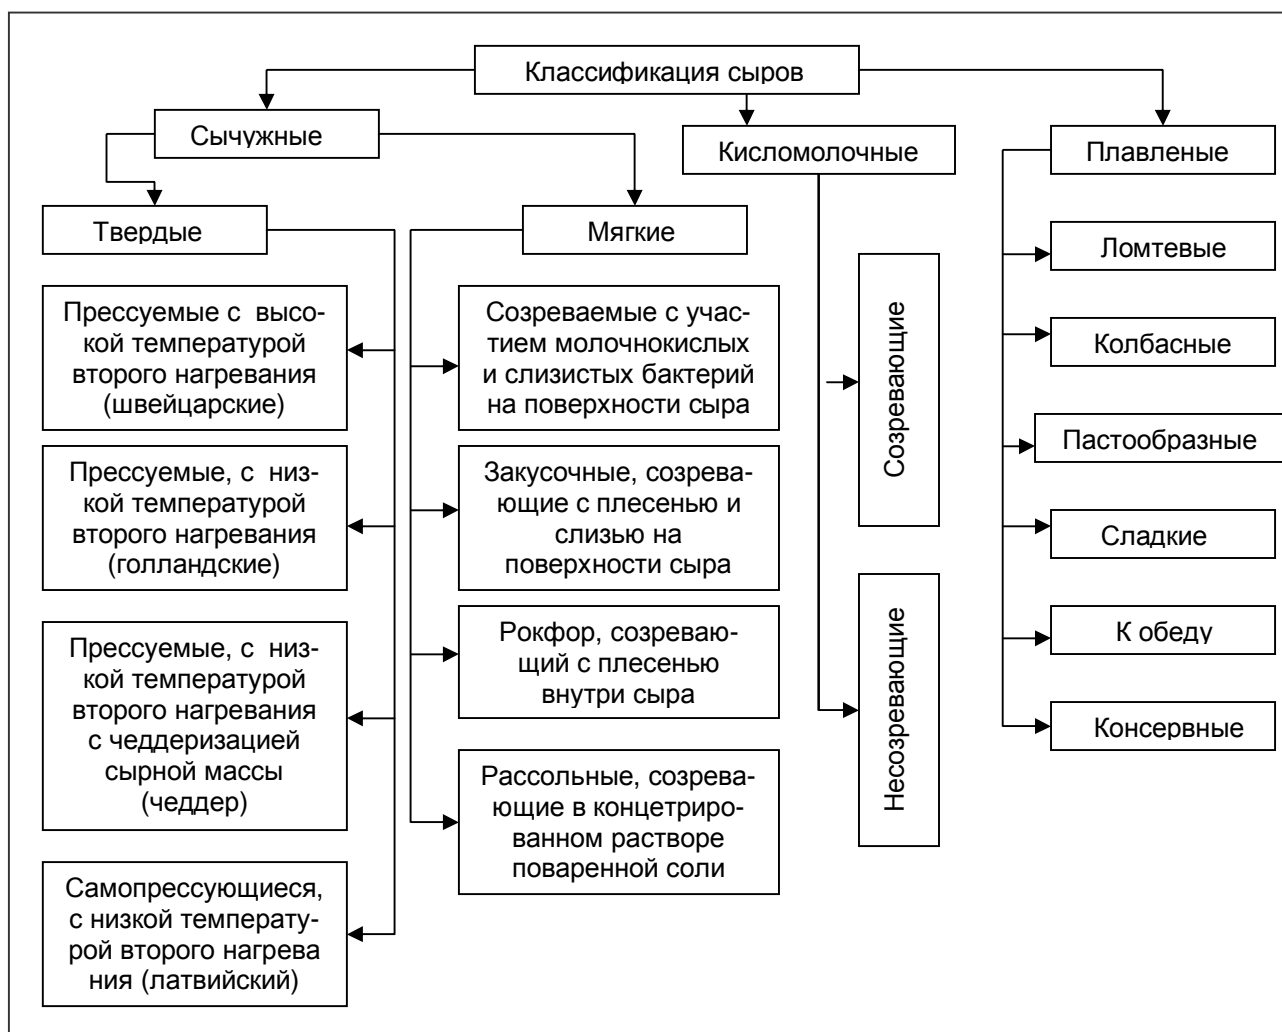 Классификация сыров
Сычужные
Кисломолочные
Плавленые
Твердые
Мягкие
Прессуемые с высо-
кой температурой
второго нагревания
(швейцарские)
Прессуемые, с низ-
кой температурой
второго нагревания
(голландские)
Прессуемые, с низ-
кой температурой
второго нагревания
с чеддеризацией
сырной массы
(чеддер)
Самопрессующиеся,
с низкой температу-
рой второго нагрева
ния (латвийский)
Созреваемые с учас-
тием молочнокислых
и слизистых бактерий
на поверхности сыра
Закусочные, созрева-
ющие с плесенью и
слизью на
поверхности сыра
Рокфор, созреваю-
щий с плесенью
внутри сыра
Рассольные, созрева-
ющие в концетриро-
ванном растворе
поваренной соли
Созревающие
Несозревающие
Ломтевые
Колбасные
Пастообразные
Сладкие
К обеду
Консервные